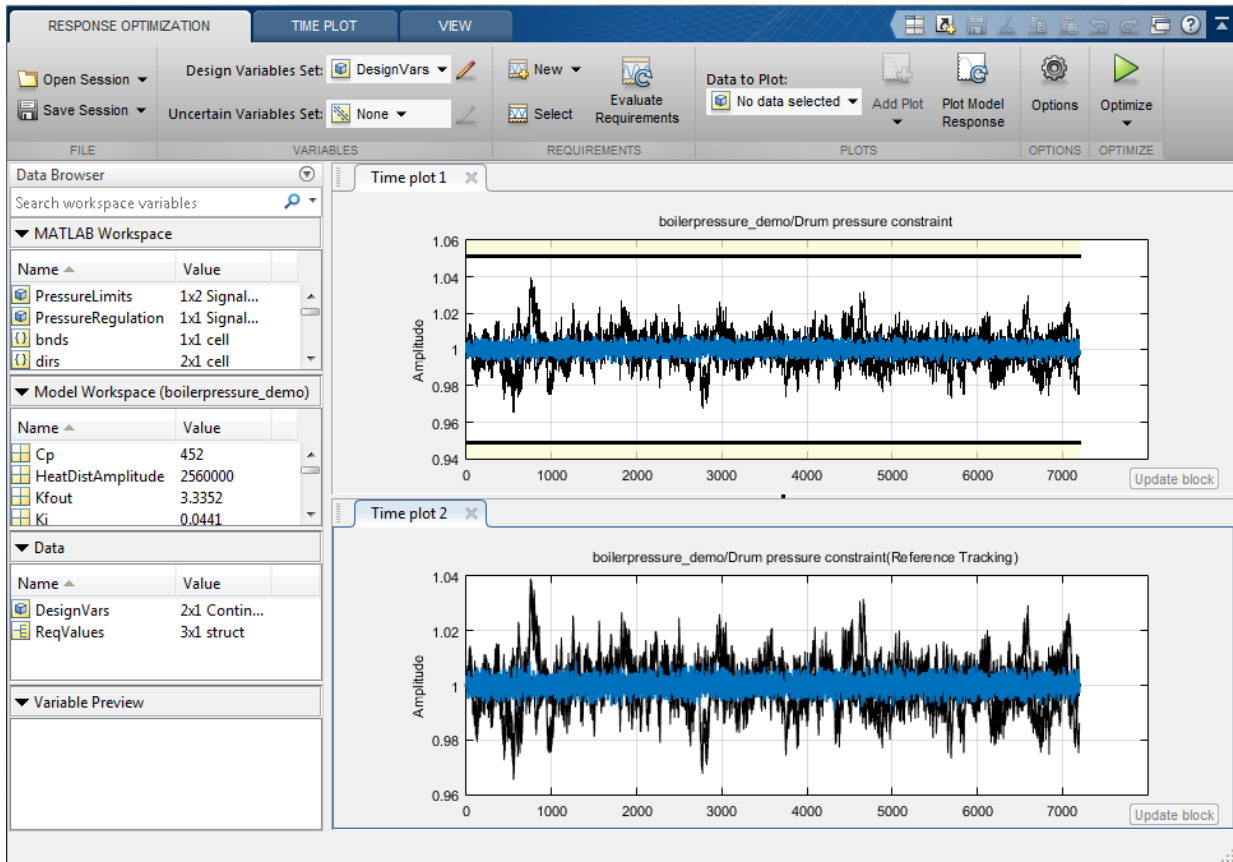 RESPONSE OPTIMIZATION TIME PLOT VIEW
Open Session Design Variables Set: DesignVars New Data to Plot:
Save Session Uncertain Variables Set: None Select Evaluate Requirements No data selected Add Plot Plot Model Response Options Optimize
FILE VARIABLES REQUIREMENTS PLOTS OPTIONS OPTIMIZE
Data Browser
Search workspace variables
MATLAB Workspace
Name Value
PressureLimits 1x2 Signal...
PressureRegulation 1x1 Signal...
bnds 1x1 cell
dirs 2x1 cell
Model Workspace (boilerpressure_demo)
Name Value
Cp 452
HeatDistAmplitude 2560000
Kfout 3.3352
Ki 0.0441
Data
Name Value
DesignVars 2x1 Contin...
ReqValues 3x1 struct
Variable Preview
Time plot 1
boilerpressure_demo/Drum pressure constraint
Amplitude
1.06
1.04
1.02
1
0.98
0.96
0.94
0 1000 2000 3000 4000 5000 6000 7000
Update block
Time plot 2
boilerpressure_demo/Drum pressure constraint(Reference Tracking)
Amplitude
1.04
1.02
1
0.98
0.96
0 1000 2000 3000 4000 5000 6000 7000
Update block